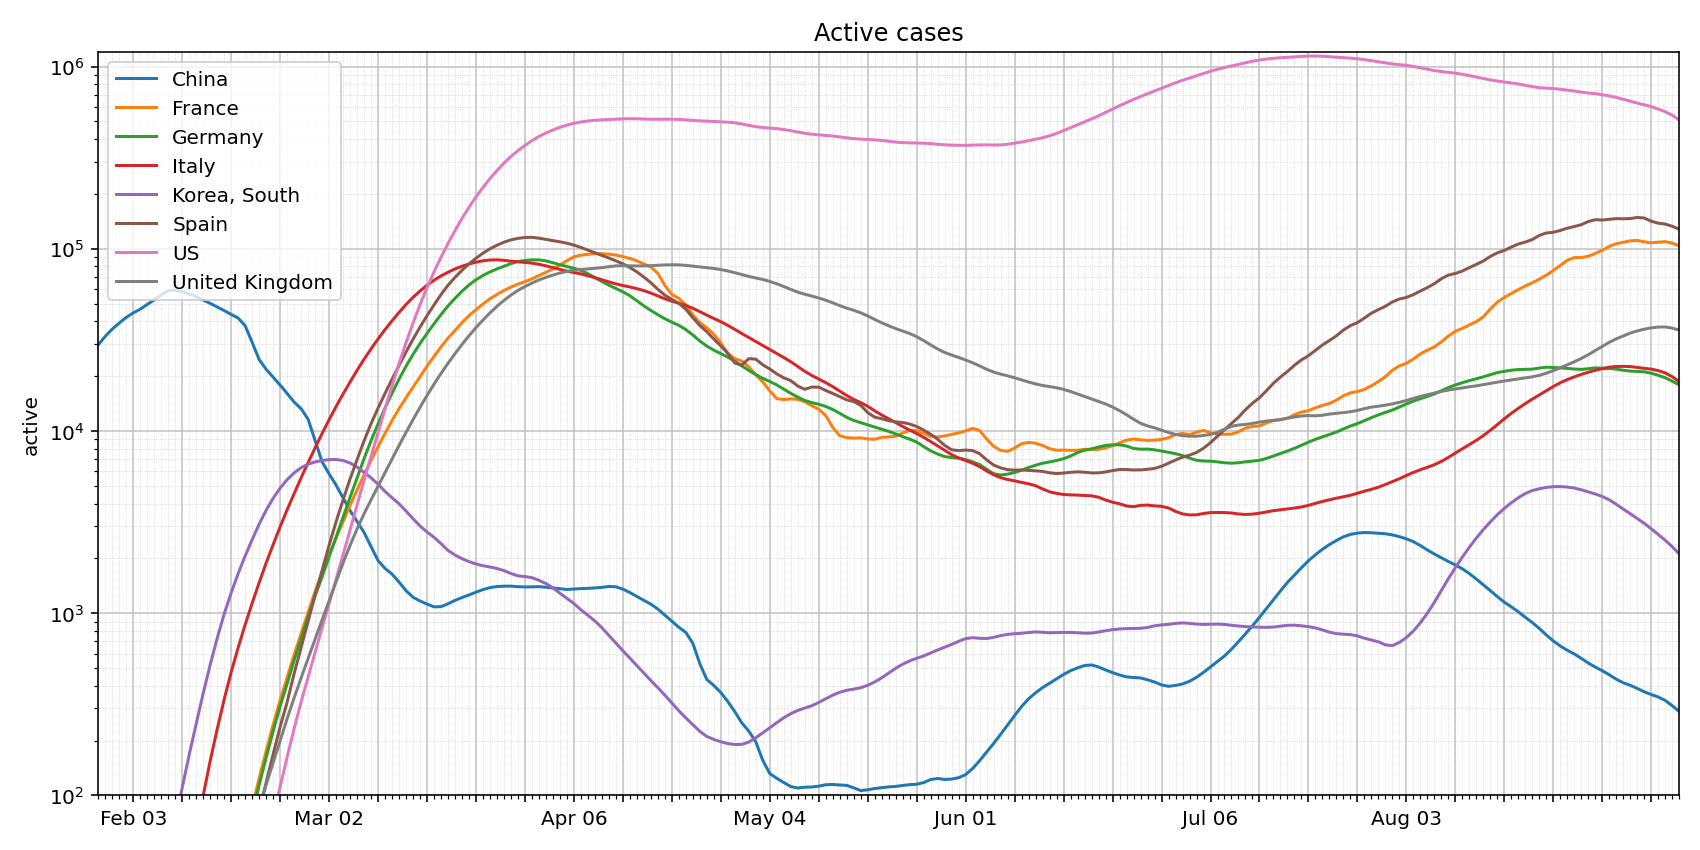 Active cases
active
10^6
10^5
10^4
10^3
10^2
China
France
Germany
Italy
Korea, South
Spain
US
United Kingdom
Feb 03 Mar 02 Apr 06 May 04 Jun 01 Jul 06 Aug 03